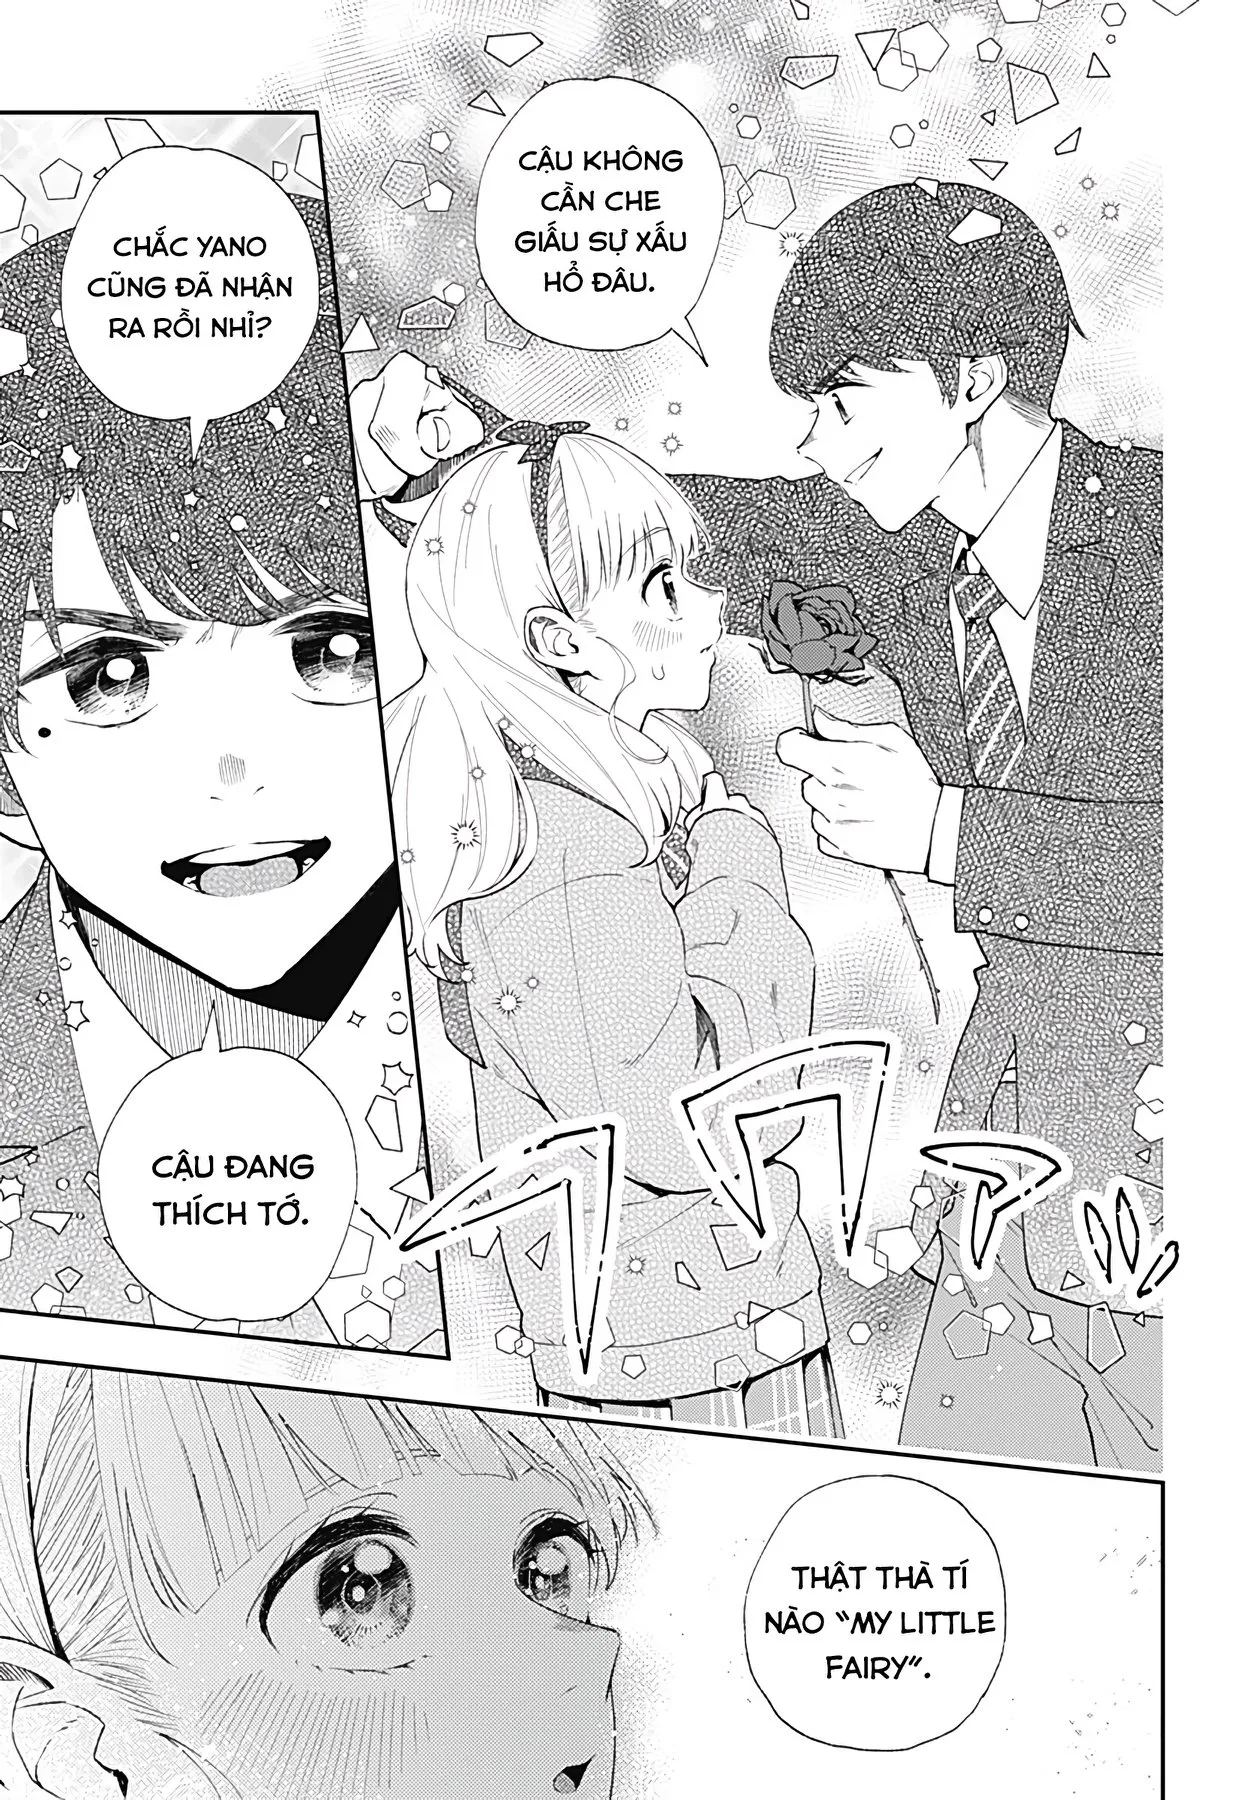 CẬU KHÔNG
CẦN CHE
GIẤU SỰ XẤU
HỔ ĐÂU.
CHẮC YANO
CŨNG ĐÃ NHẬN
RA RỒI NHỈ?
CẬU ĐANG
THÍCH TỚ.
THẬT THÀ TÍ
NÀO "MY LITTLE
FAIRY".